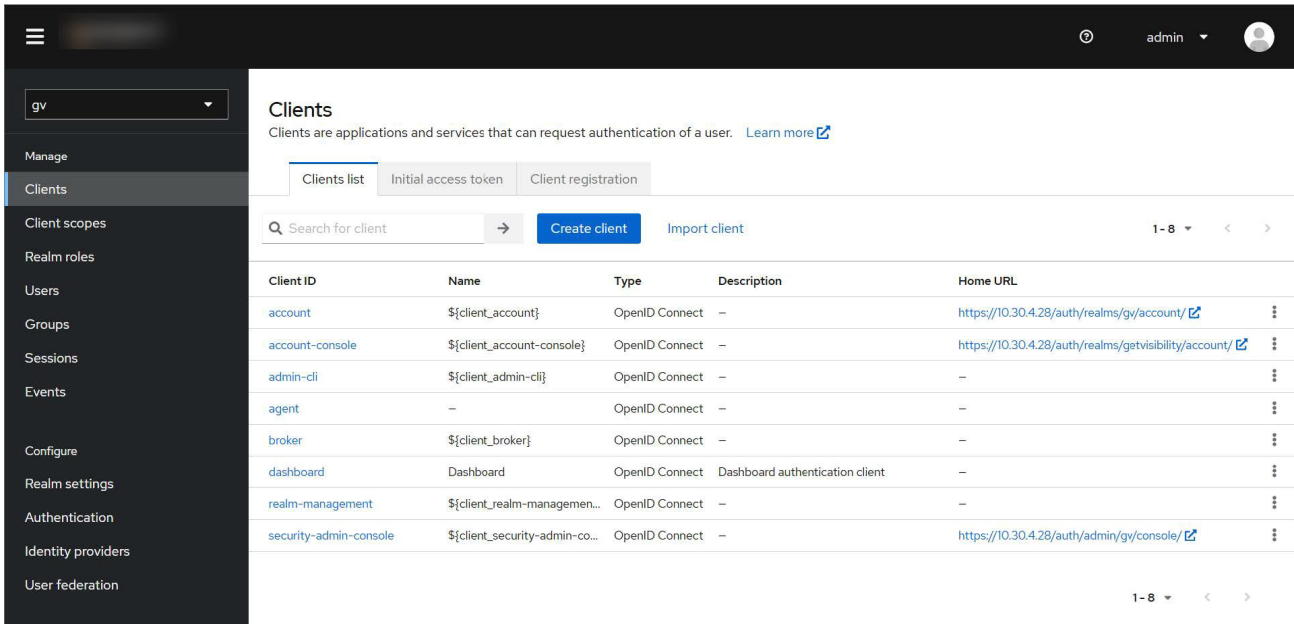 admin
gv
Manage
Clients
Client scopes
Realm roles
Users
Groups
Sessions
Events
Configure
Realm settings
Authentication
Identity providers
User federation
Clients
Clients are applications and services that can request authentication of a user. Learn more
Clients list Initial access token Client registration
Search for client Create client Import client 1 - 8
Client ID Name Type Description Home URL
account ${client_account} OpenID Connect – https://10.30.4.28/auth/realms/gv/account/
account-console ${client_account-console} OpenID Connect – https://10.30.4.28/auth/realms/getvisibility/account/
admin-cli ${client_admin-cli} OpenID Connect – –
agent – OpenID Connect – –
broker ${client_broker} OpenID Connect – –
dashboard Dashboard OpenID Connect Dashboard authentication client –
realm-management ${client_realm-managemen... OpenID Connect – –
security-admin-console ${client_security-admin-co... OpenID Connect – https://10.30.4.28/auth/admin/gv/console/
1 - 8